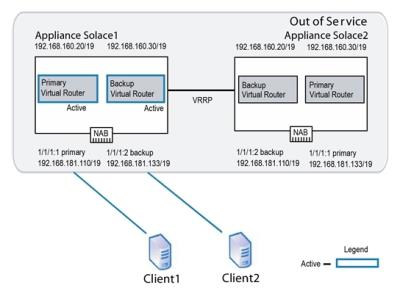 Out of Service
Appliance Solace1
Appliance Solace2
192.168.160.20/19 192.168.160.30/19
192.168.160.20/19 192.168.160.30/19
Primary
Virtual Router
Active
Backup
Virtual Router
Active
VRRP
Backup
Virtual Router
Primary
Virtual Router
NAB
NAB
1/1/1:1 primary
192.168.181.110/19
1/1/1:2 backup
192.168.181.133/19
1/1/1:2 backup
192.168.181.110/19
1/1/1:1 primary
192.168.181.133/19
Client1
Client2
Legend
Active